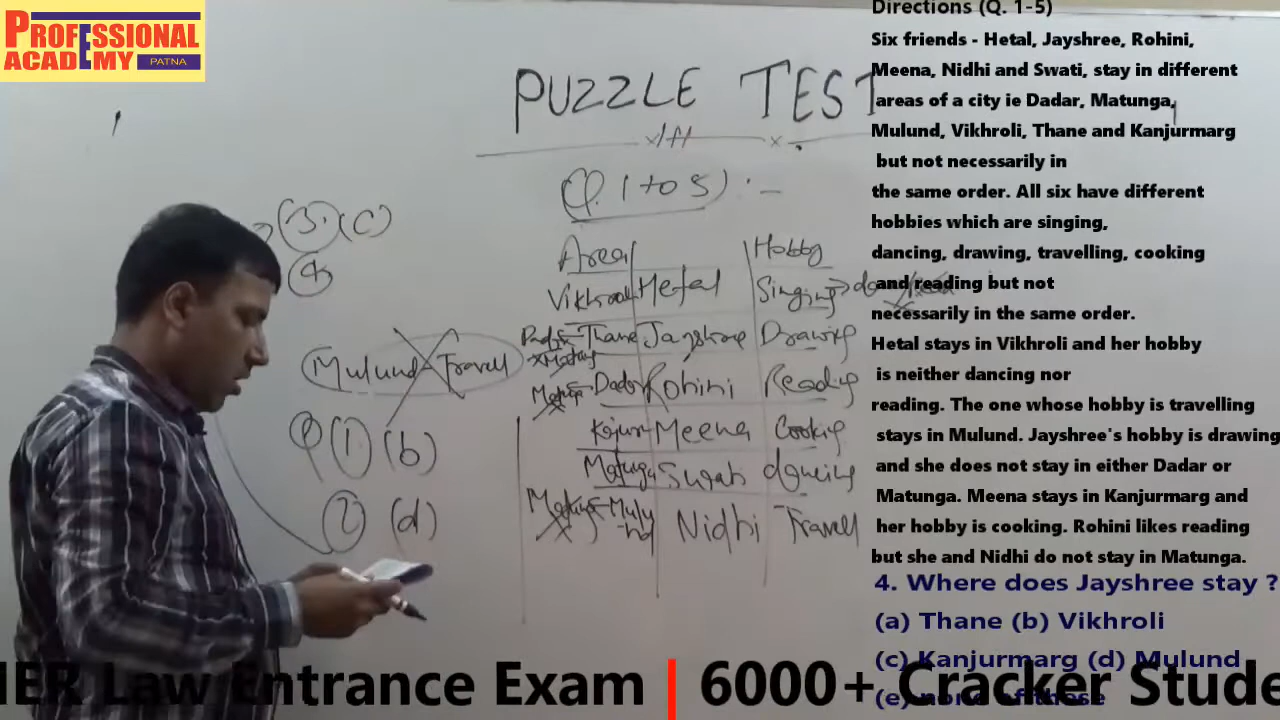 PROFESSIONAL
ACADEMY PATNA
PUZZLE TEST
(Q. 1 to 5) :-
Area Hobby
Vikhrooli Hetal Singing
Thane Jayshree Drawing
Dadar Rohini Reading
Meena Cooking
Matunga Swati dancing
Nidhi Travell
(3) (c)
(4)
Mulund Travell
(1) (b)
(2) (d)
Directions (Q. 1-5)
Six friends - Hetal, Jayshree, Rohini,
Meena, Nidhi and Swati, stay in different
areas of a city ie Dadar, Matunga,
Mulund, Vikhroli, Thane and Kanjurmarg
but not necessarily in
the same order. All six have different
hobbies which are singing,
dancing, drawing, travelling, cooking
and reading but not
necessarily in the same order.
Hetal stays in Vikhroli and her hobby
is neither dancing nor
reading. The one whose hobby is travelling
stays in Mulund. Jayshree's hobby is drawing
and she does not stay in either Dadar or
Matunga. Meena stays in Kanjurmarg and
her hobby is cooking. Rohini likes reading
but she and Nidhi do not stay in Matunga.
4. Where does Jayshree stay ?
(a) Thane (b) Vikhroli
(c) Kanjurmarg (d) Mulund
(e) none of these
Law Entrance Exam | 6000+ Cracker